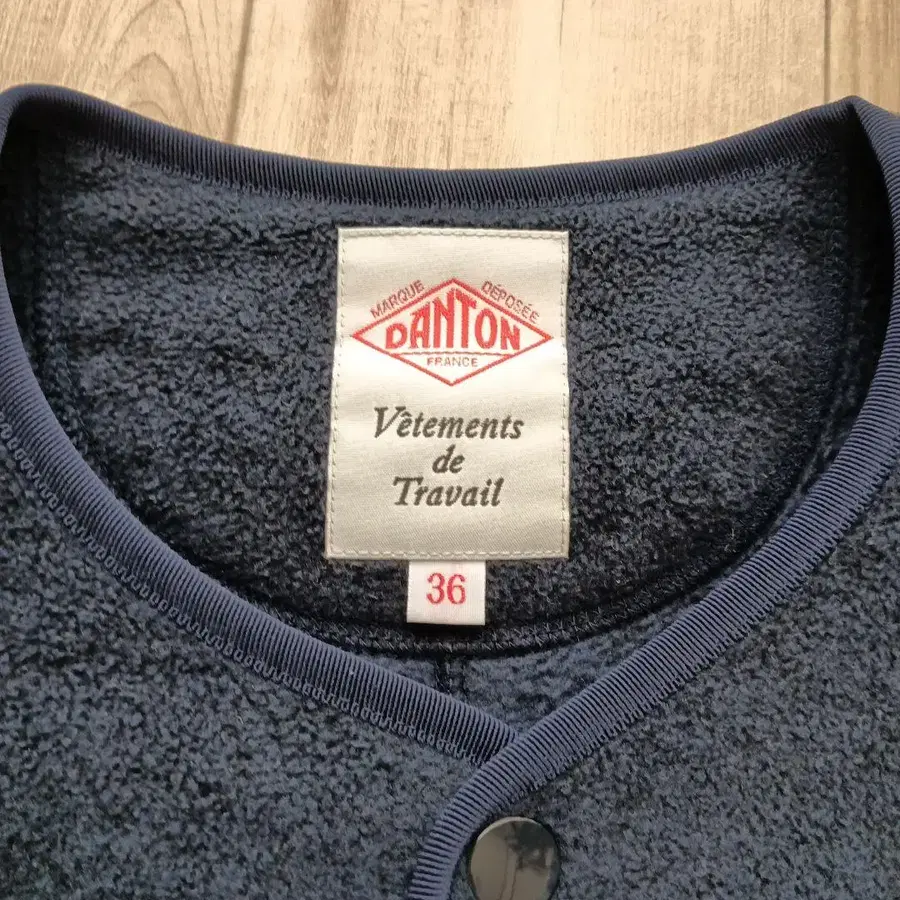 MARQUE DÉPOSÉE
DANTON
FRANCE
Vêtements
de
Travail
36